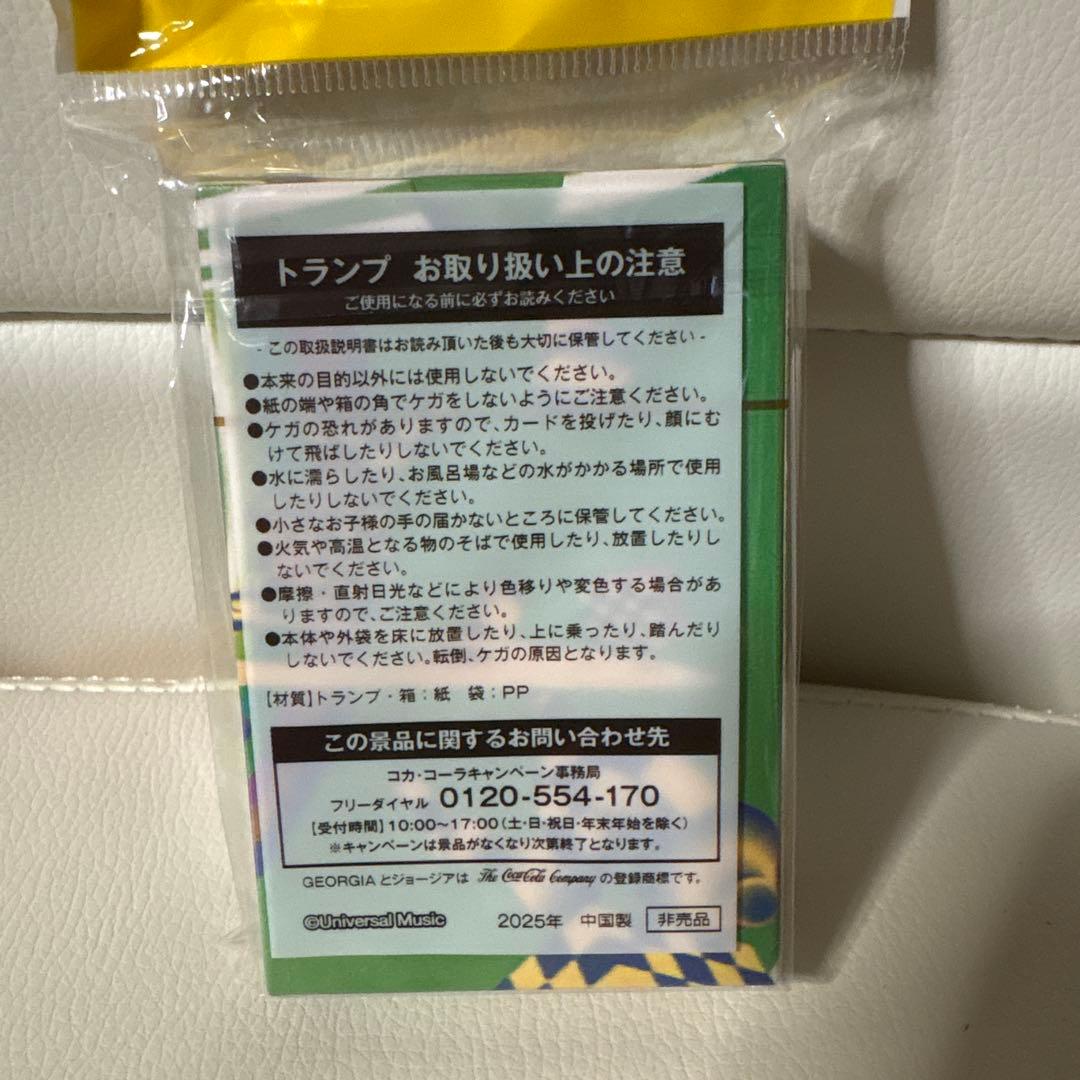 トランプ お取り扱い上の注意
ご使用になる前に必ずお読みください
- この取扱説明書はお読み頂いた後も大切に保管してください -
●本来の目的以外には使用しないでください。
●紙の端や箱の角でケガをしないようにご注意ください。
●ケガの恐れがありますので、カードを投げたり、顔にむ
けて飛ばしたりしないでください。
●水に濡らしたり、お風呂場などの水がかかる場所で使用
したりしないでください。
●小さなお子様の手の届かないところに保管してください。
●火気や高温となる物のそばで使用したり、放置したりし
ないでください。
●摩擦・直射日光などにより色移りや変色する場合があ
りますので、ご注意ください。
●本体や外袋を床に放置したり、上に乗ったり、踏んだり
しないでください。転倒、ケガの原因となります。
【材質】トランプ・箱：紙 袋：PP
この景品に関するお問い合わせ先
コカ・コーラキャンペーン事務局
フリーダイヤル 0120-554-170
【受付時間】10:00〜17:00（土・日・祝日・年末年始を除く）
※キャンペーンは景品がなくなり次第終了となります。
GEORGIA とジョージアは The Coca-Cola Company の登録商標です。
©Universal Music 2025年 中国製 非売品